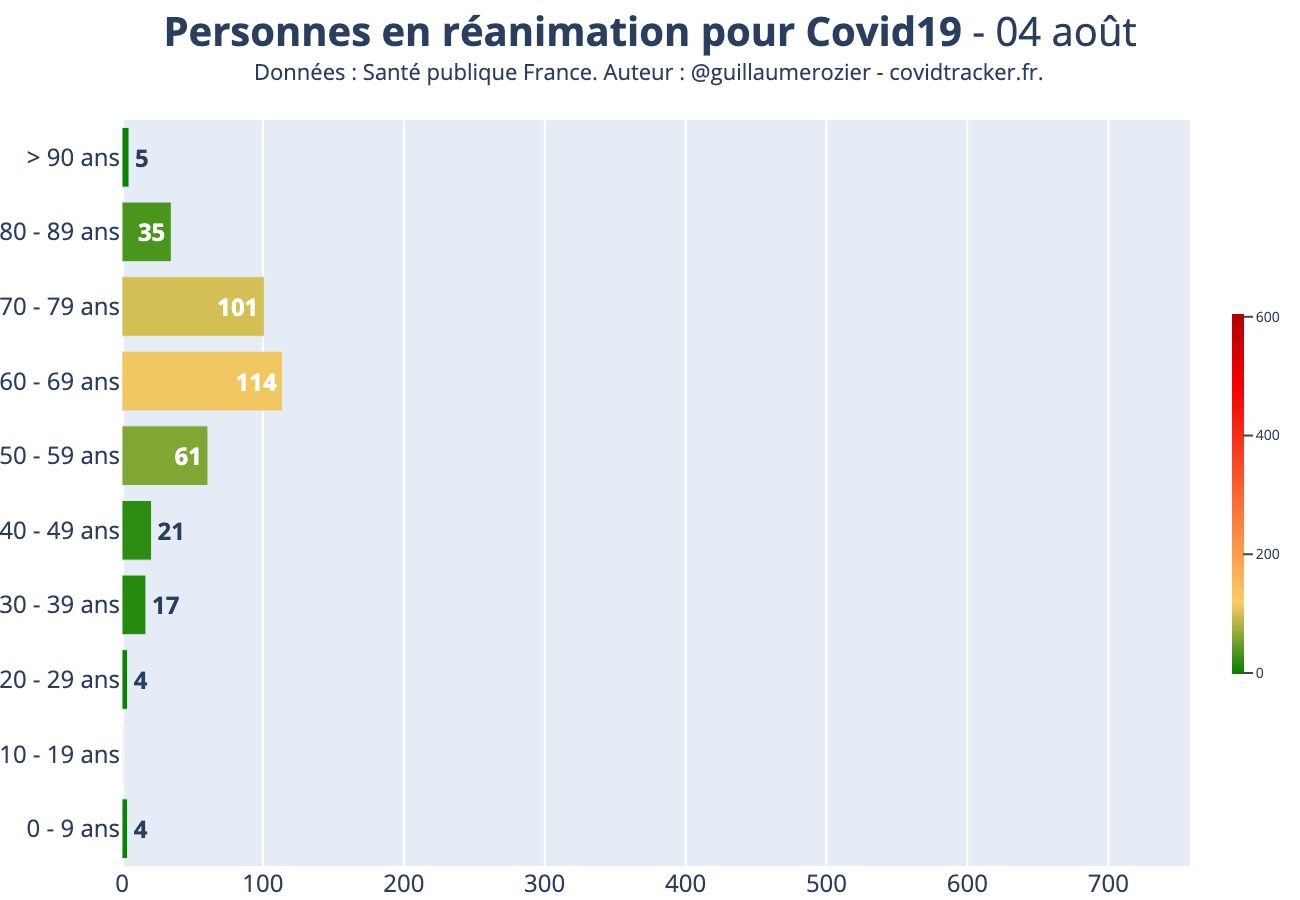 Personnes en réanimation pour Covid19 - 04 août
Données : Santé publique France. Auteur : @guillaumerozier - covidtracker.fr.
> 90 ans 5
80 - 89 ans 35
70 - 79 ans 101
60 - 69 ans 114
50 - 59 ans 61
40 - 49 ans 21
30 - 39 ans 17
20 - 29 ans 4
10 - 19 ans
0 - 9 ans 4
0 100 200 300 400 500 600 700
600
400
200
0